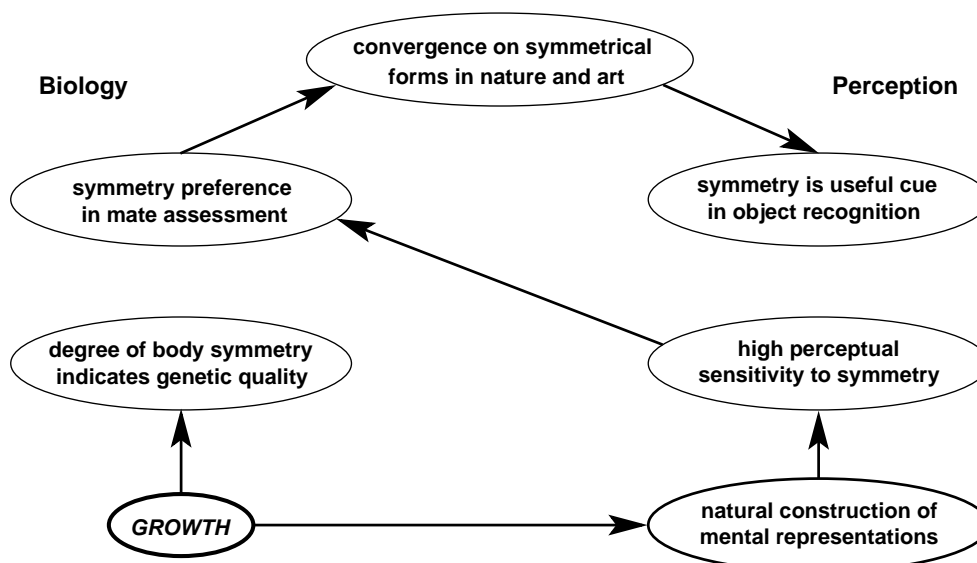 convergence on symmetrical
forms in nature and art
Biology
Perception
symmetry preference
in mate assessment
symmetry is useful cue
in object recognition
degree of body symmetry
indicates genetic quality
high perceptual
sensitivity to symmetry
GROWTH
natural construction of
mental representations